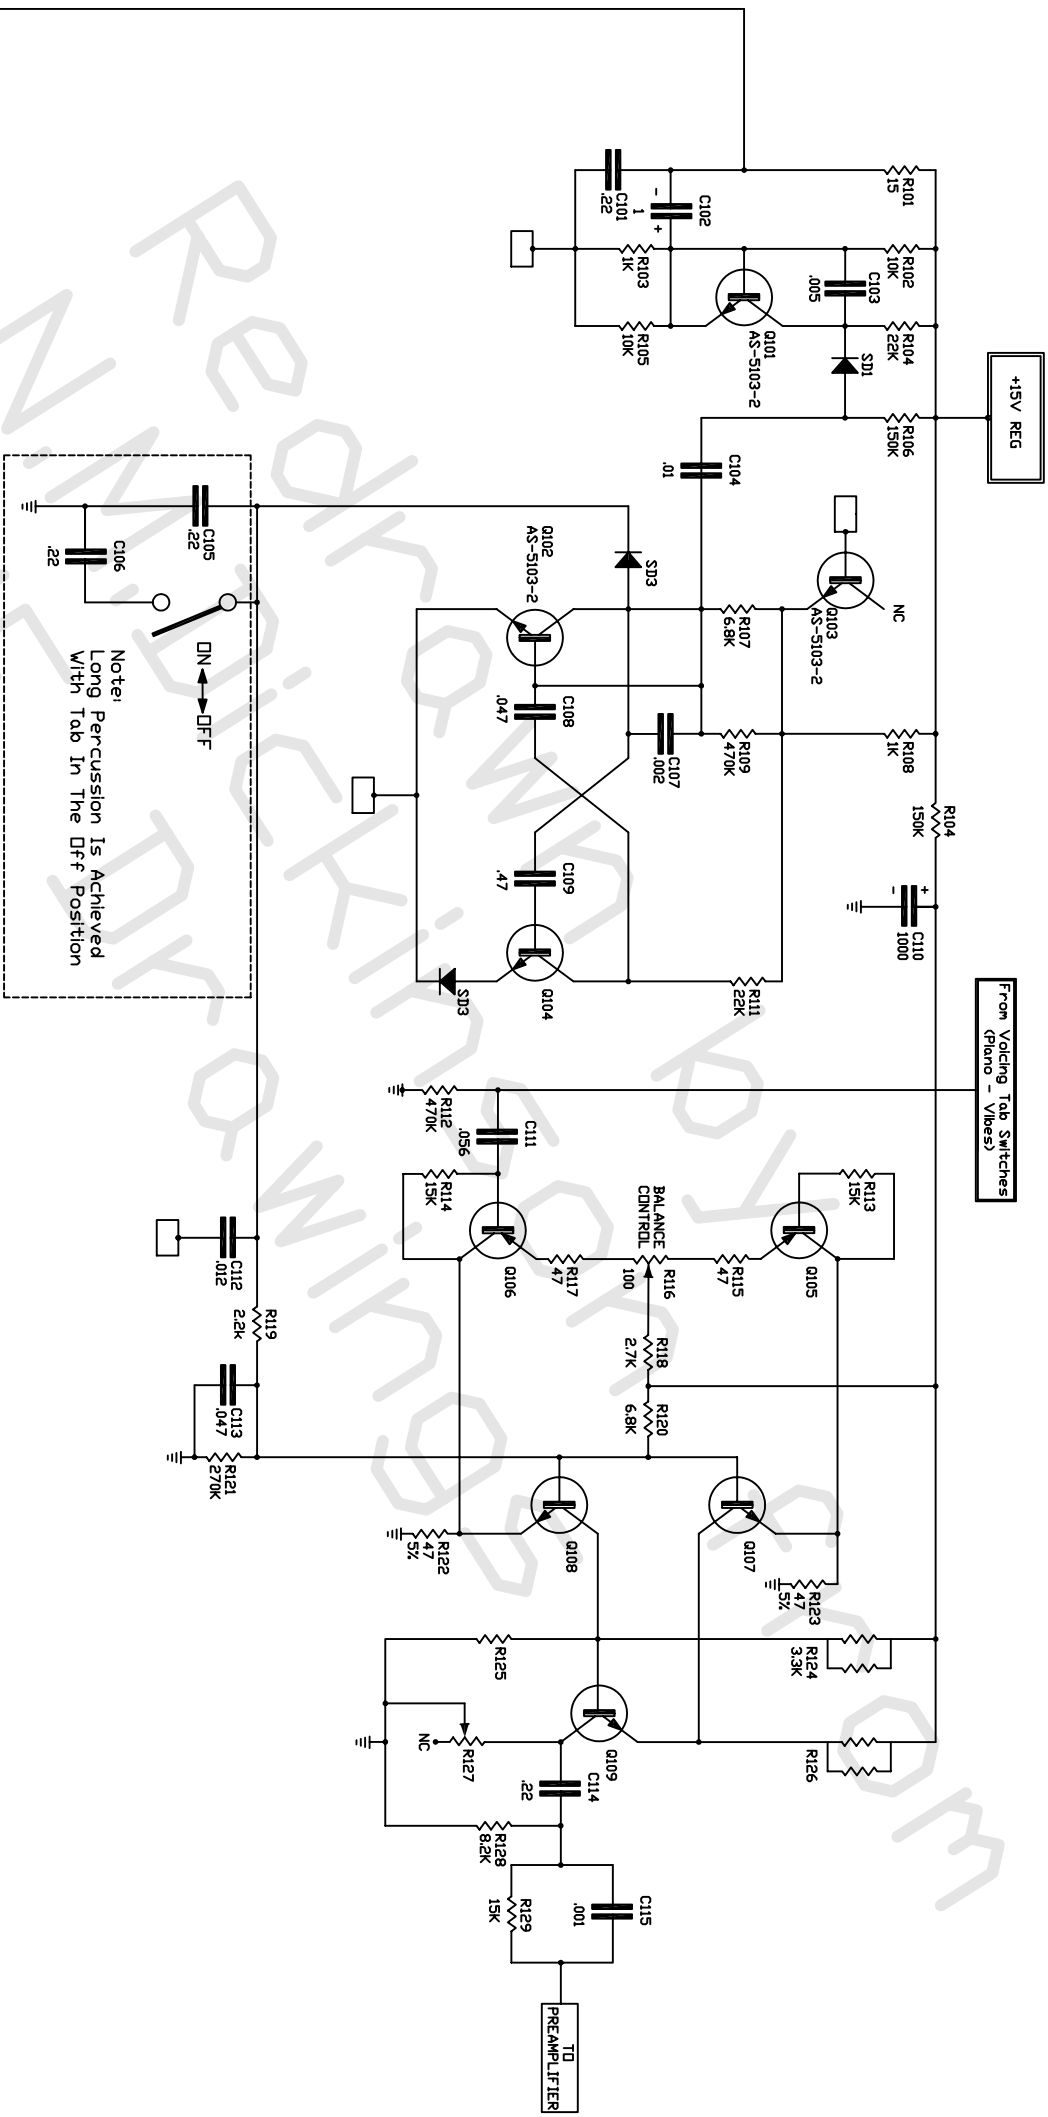 +15V REG
From Voicing Tab Switches
(Piano - Vibes)
R101
15
R102
10K
R104
22K
R106
150K
R108
1K
R104
150K
C110
1000
+
-
C103
.005
SD1
Q101
AS-5103-2
C102
1
-
+
C101
.22
R103
1K
R105
10K
C104
.01
NC
Q103
AS-5103-2
R107
6.8K
R109
470K
C107
.002
SD3
Q102
AS-5103-2
C108
.047
C109
.47
Q104
SD3
R111
22K
C105
.22
C106
.22
ON
OFF
Note:
Long Percussion Is Achieved
With Tab In The Off Position
R112
470K
C111
.056
R114
15K
R113
15K
Q105
Q106
R115
47
R116
100
BALANCE
CONTROL
R117
47
R118
2.7K
R120
6.8K
C112
.012
R119
2.2k
C113
.047
R121
270K
Q107
Q108
R122
47
5%
R123
47
5%
R124
3.3K
R125
R126
Q109
R127
NC
C114
.22
R128
8.2K
C115
.001
R129
15K
TO
PREAMPLIFIER
Redrawn by Thom
N.M. Dickinson
Drawings